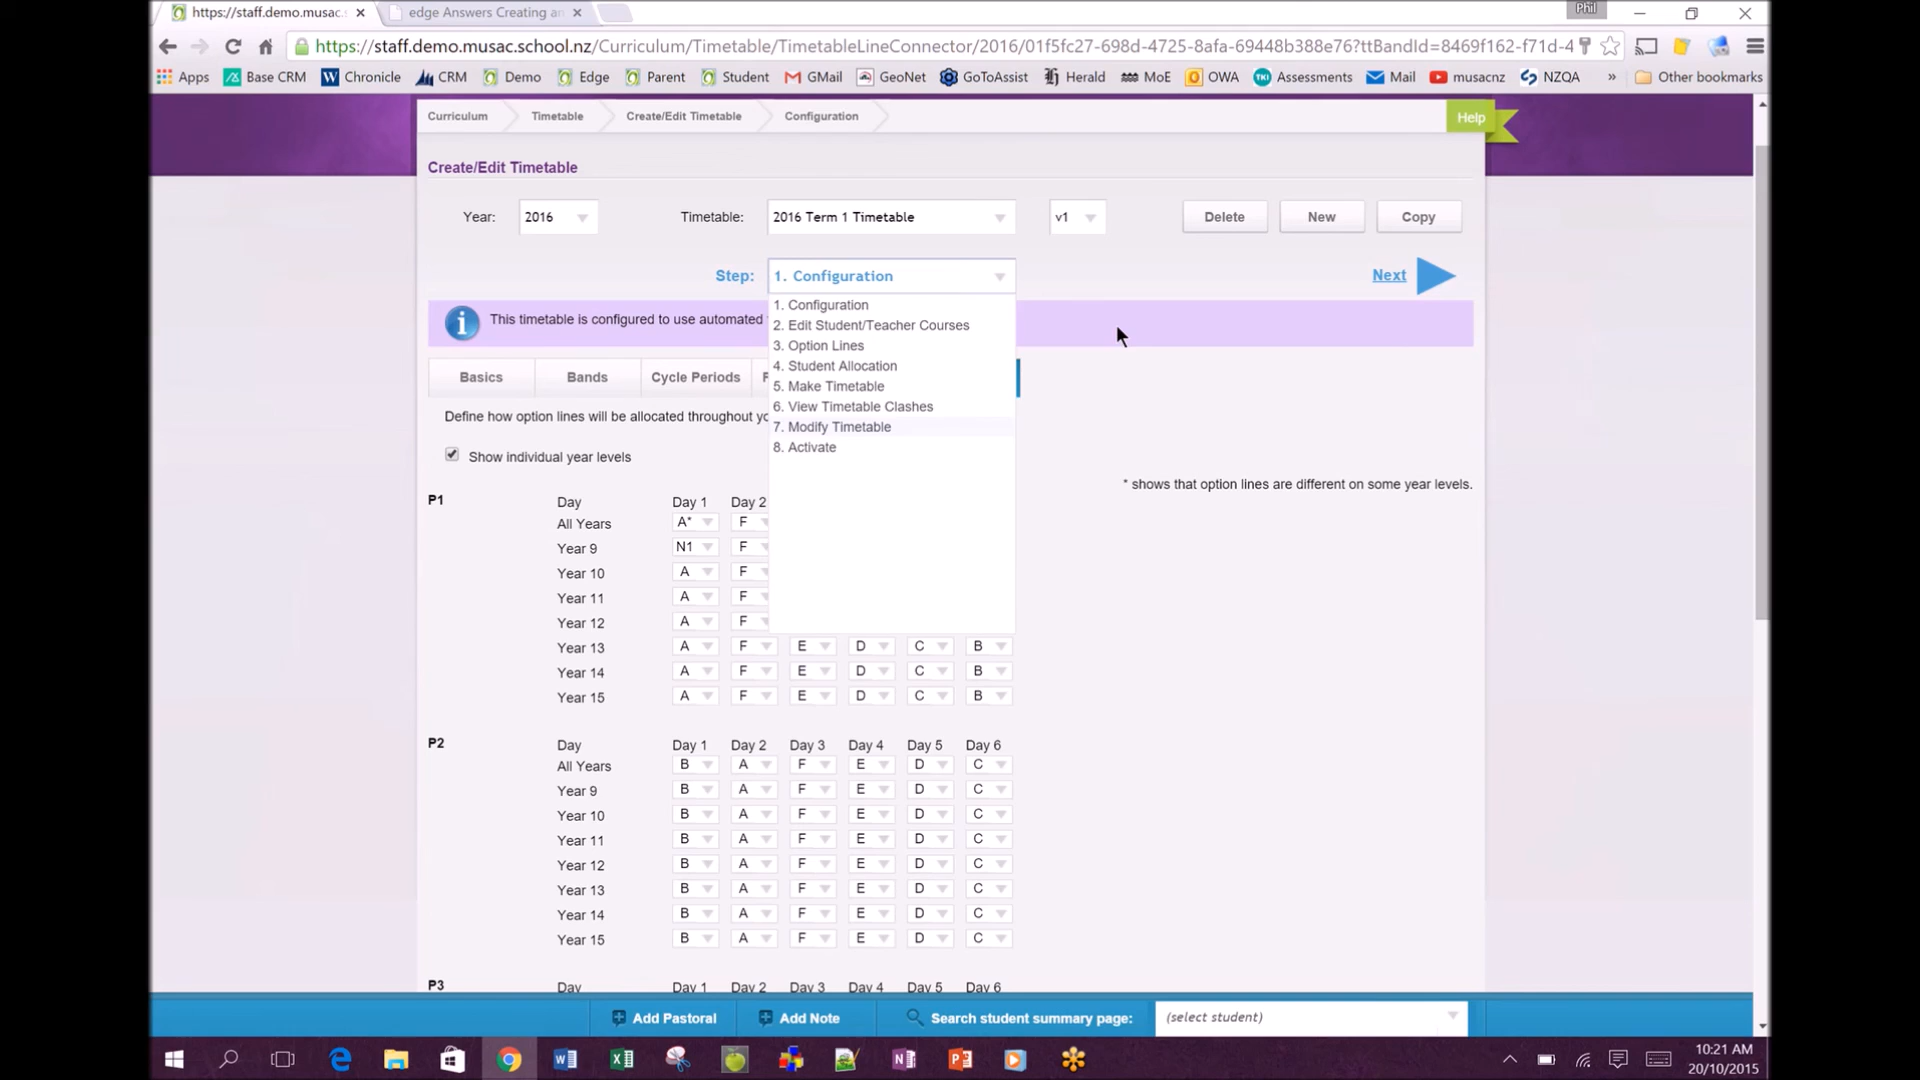 https://staff.demo.musac.s
edge Answers Creating an
Phil
https://staff.demo.musac.school.nz/Curriculum/Timetable/TimetableLineConnector/2016/01f5fc27-698d-4725-8afa-69448b388e76?ttBandId=8469f162-f71d-4
Apps Base CRM Chronicle CRM Demo Edge Parent Student GMail GeoNet GoToAssist Herald MoE OWA Assessments Mail musacnz NZQA » Other bookmarks
Curriculum Timetable Create/Edit Timetable Configuration Help
Create/Edit Timetable
Year: 2016 Timetable: 2016 Term 1 Timetable v1 Delete New Copy
Step: 1. Configuration Next
1. Configuration
2. Edit Student/Teacher Courses
3. Option Lines
4. Student Allocation
5. Make Timetable
6. View Timetable Clashes
7. Modify Timetable
8. Activate
This timetable is configured to use automated
Basics Bands Cycle Periods
Define how option lines will be allocated throughout yo
Show individual year levels
* shows that option lines are different on some year levels.
P1 Day Day 1 Day 2
All Years A* F
Year 9 N1 F
Year 10 A F
Year 11 A F
Year 12 A F
Year 13 A F E D C B
Year 14 A F E D C B
Year 15 A F E D C B
P2 Day Day 1 Day 2 Day 3 Day 4 Day 5 Day 6
All Years B A F E D C
Year 9 B A F E D C
Year 10 B A F E D C
Year 11 B A F E D C
Year 12 B A F E D C
Year 13 B A F E D C
Year 14 B A F E D C
Year 15 B A F E D C
P3 Day Day 1 Day 2 Day 3 Day 4 Day 5 Day 6
Add Pastoral Add Note Search student summary page: (select student)
10:21 AM
20/10/2015